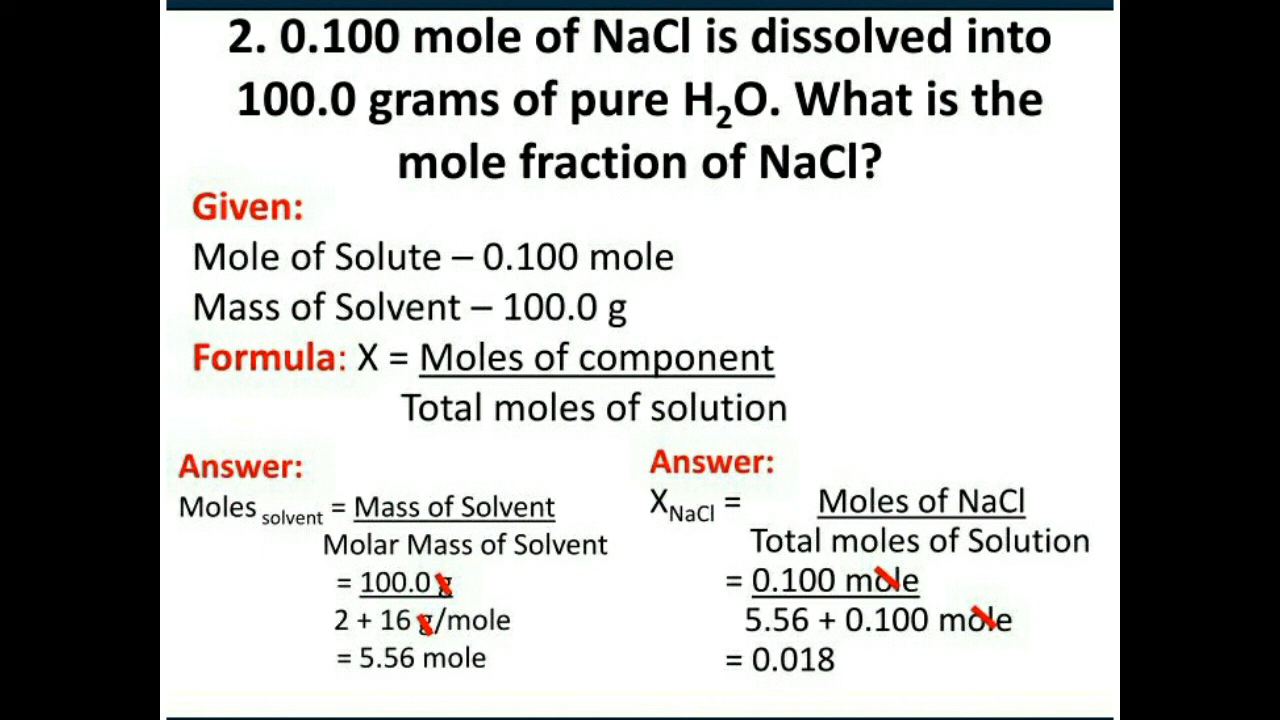 2. 0.100 mole of NaCl is dissolved into
100.0 grams of pure H₂O. What is the
mole fraction of NaCl?
Given:
Mole of Solute – 0.100 mole
Mass of Solvent – 100.0 g
Formula: X = Moles of component
Total moles of solution
Answer:
Moles solvent = Mass of Solvent
Molar Mass of Solvent
= 100.0 g
2 + 16 g/mole
= 5.56 mole
Answer:
XNaCl = Moles of NaCl
Total moles of Solution
= 0.100 mole
5.56 + 0.100 mole
= 0.018